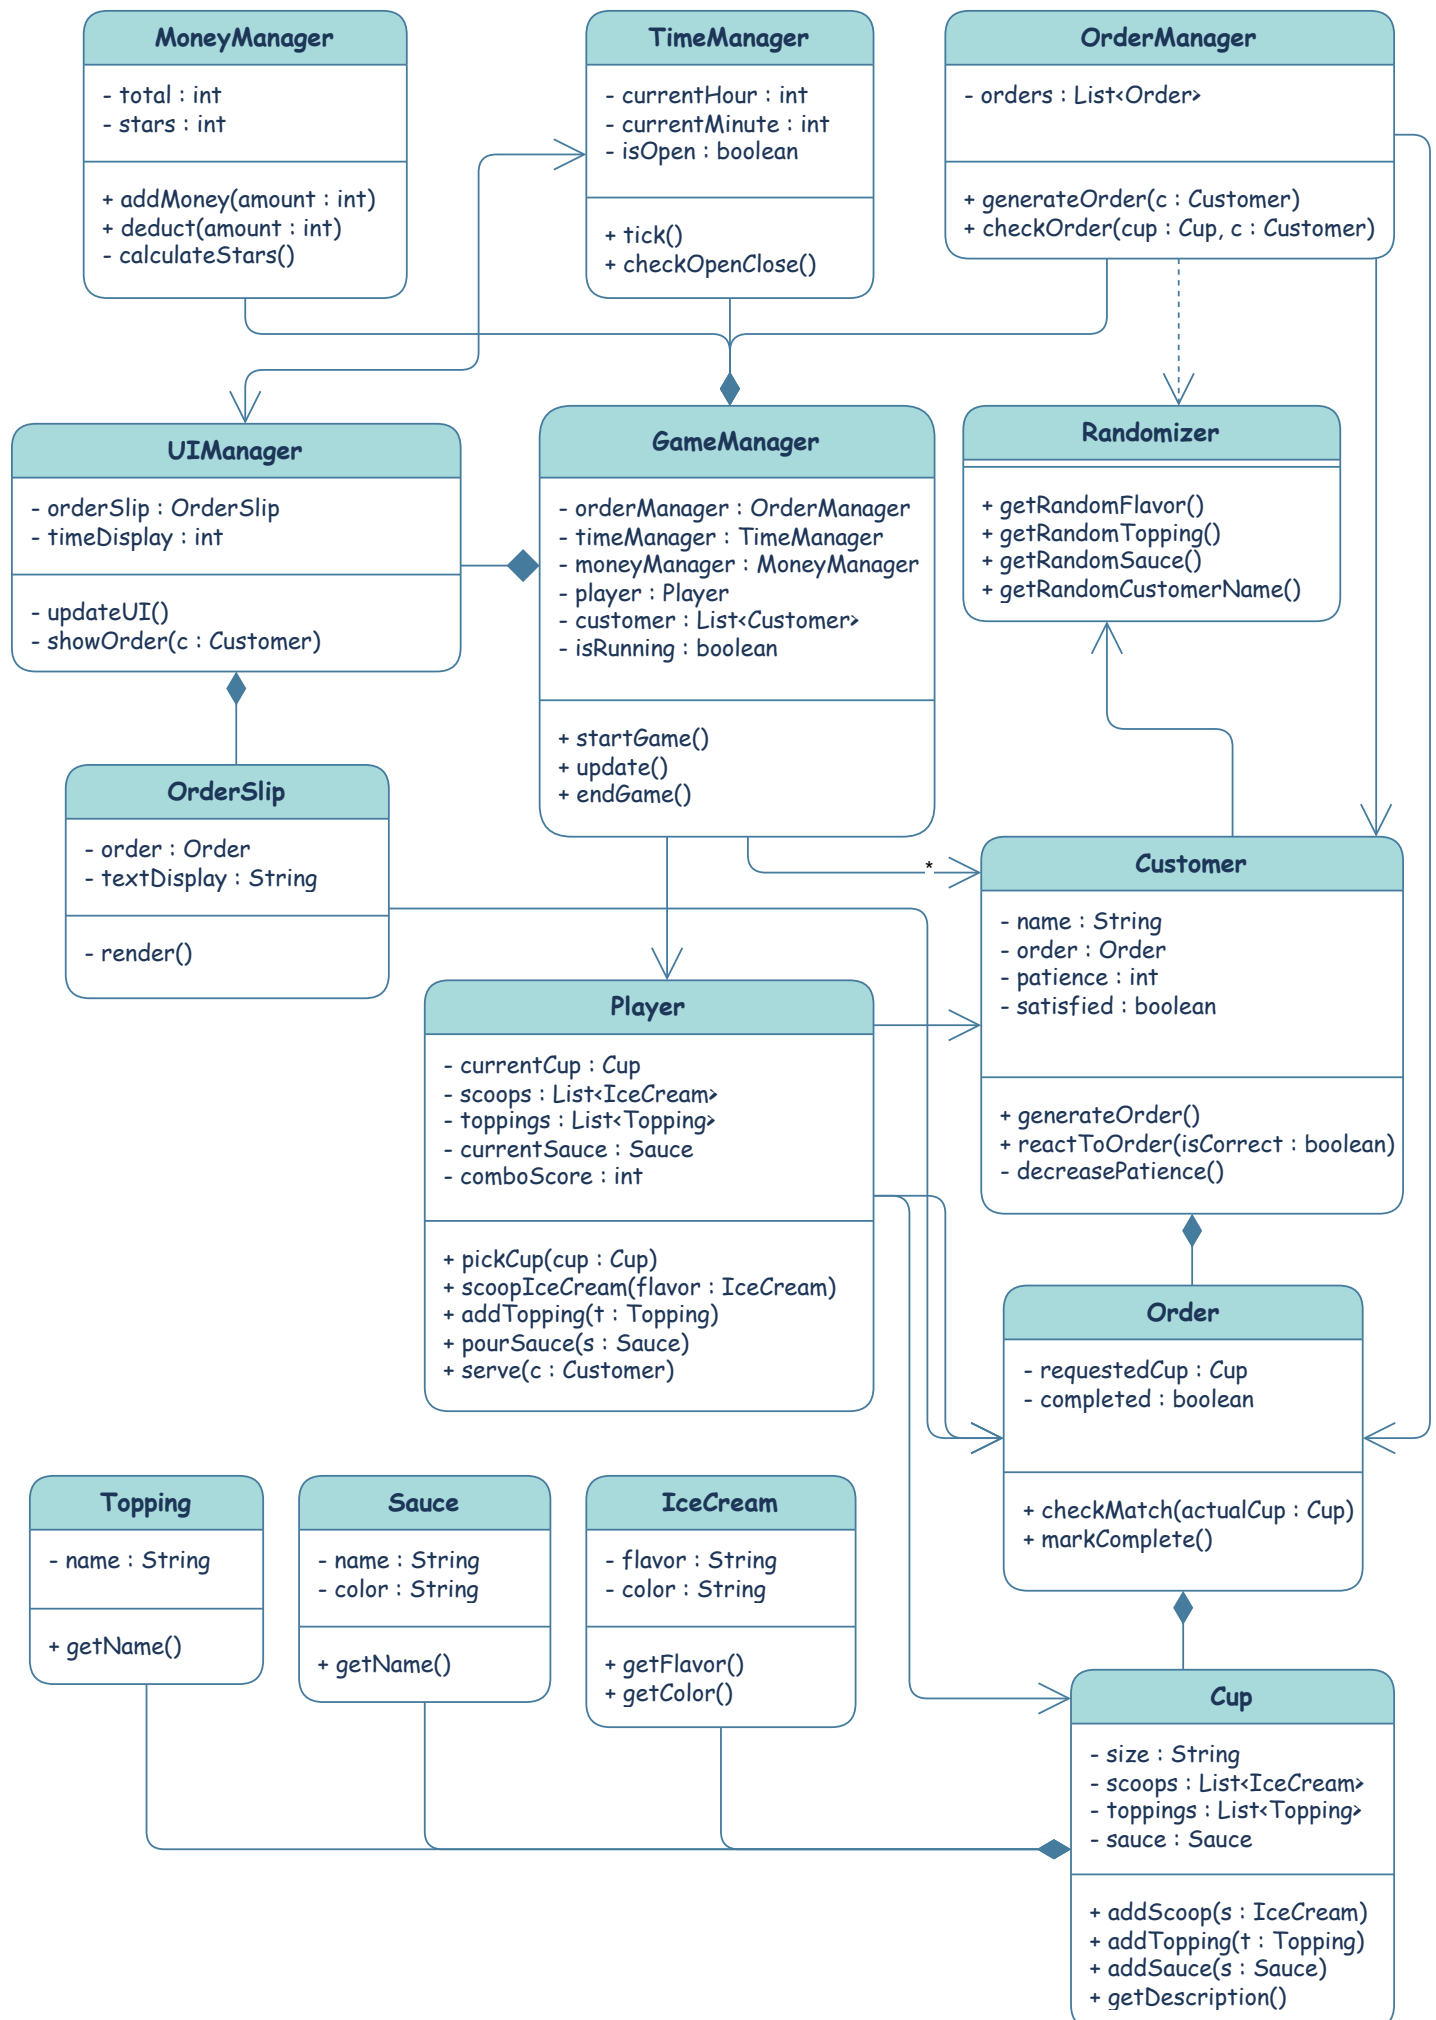 MoneyManager
- total : int
- stars : int
+ addMoney(amount : int)
+ deduct(amount : int)
- calculateStars()
TimeManager
- currentHour : int
- currentMinute : int
- isOpen : boolean
+ tick()
+ checkOpenClose()
OrderManager
- orders : List<Order>
+ generateOrder(c : Customer)
+ checkOrder(cup : Cup, c : Customer)
UIManager
- orderSlip : OrderSlip
- timeDisplay : int
- updateUI()
- showOrder(c : Customer)
GameManager
- orderManager : OrderManager
- timeManager : TimeManager
- moneyManager : MoneyManager
- player : Player
- customer : List<Customer>
- isRunning : boolean
+ startGame()
+ update()
+ endGame()
Randomizer
+ getRandomFlavor()
+ getRandomTopping()
+ getRandomSauce()
+ getRandomCustomerName()
OrderSlip
- order : Order
- textDisplay : String
- render()
*
Customer
- name : String
- order : Order
- patience : int
- satisfied : boolean
+ generateOrder()
+ reactToOrder(isCorrect : boolean)
- decreasePatience()
Player
- currentCup : Cup
- scoops : List<IceCream>
- toppings : List<Topping>
- currentSauce : Sauce
- comboScore : int
+ pickCup(cup : Cup)
+ scoopIceCream(flavor : IceCream)
+ addTopping(t : Topping)
+ pourSauce(s : Sauce)
+ serve(c : Customer)
Order
- requestedCup : Cup
- completed : boolean
+ checkMatch(actualCup : Cup)
+ markComplete()
Topping
- name : String
+ getName()
Sauce
- name : String
- color : String
+ getName()
IceCream
- flavor : String
- color : String
+ getFlavor()
+ getColor()
Cup
- size : String
- scoops : List<IceCream>
- toppings : List<Topping>
- sauce : Sauce
+ addScoop(s : IceCream)
+ addTopping(t : Topping)
+ addSauce(s : Sauce)
+ getDescription()